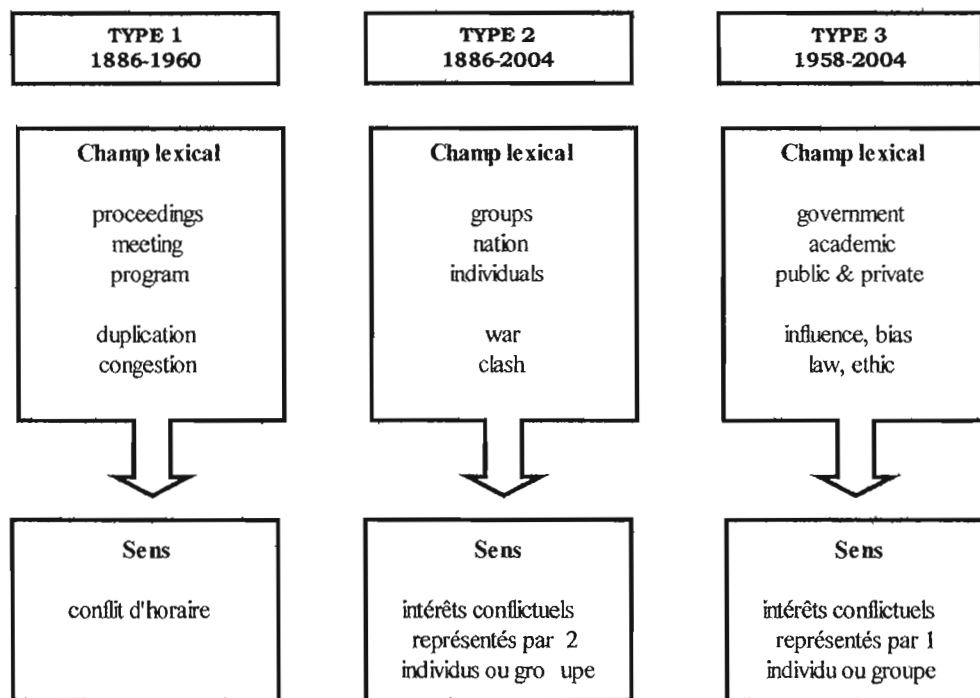 TYPE 1
1886-1960
Champ lexical
proceedings
meeting
program
duplication
congestion
Sens
conflit d'horaire
TYPE 2
1886-2004
Champ lexical
groups
nation
individuals
war
clash
Sens
intérêts conflictuels
représentés par 2
individus ou gro upe
TYPE 3
1958-2004
Champ lexical
government
academic
public & private
influence, bias
law, ethic
Sens
intérêts conflictuels
représentés par 1
individu ou groupe